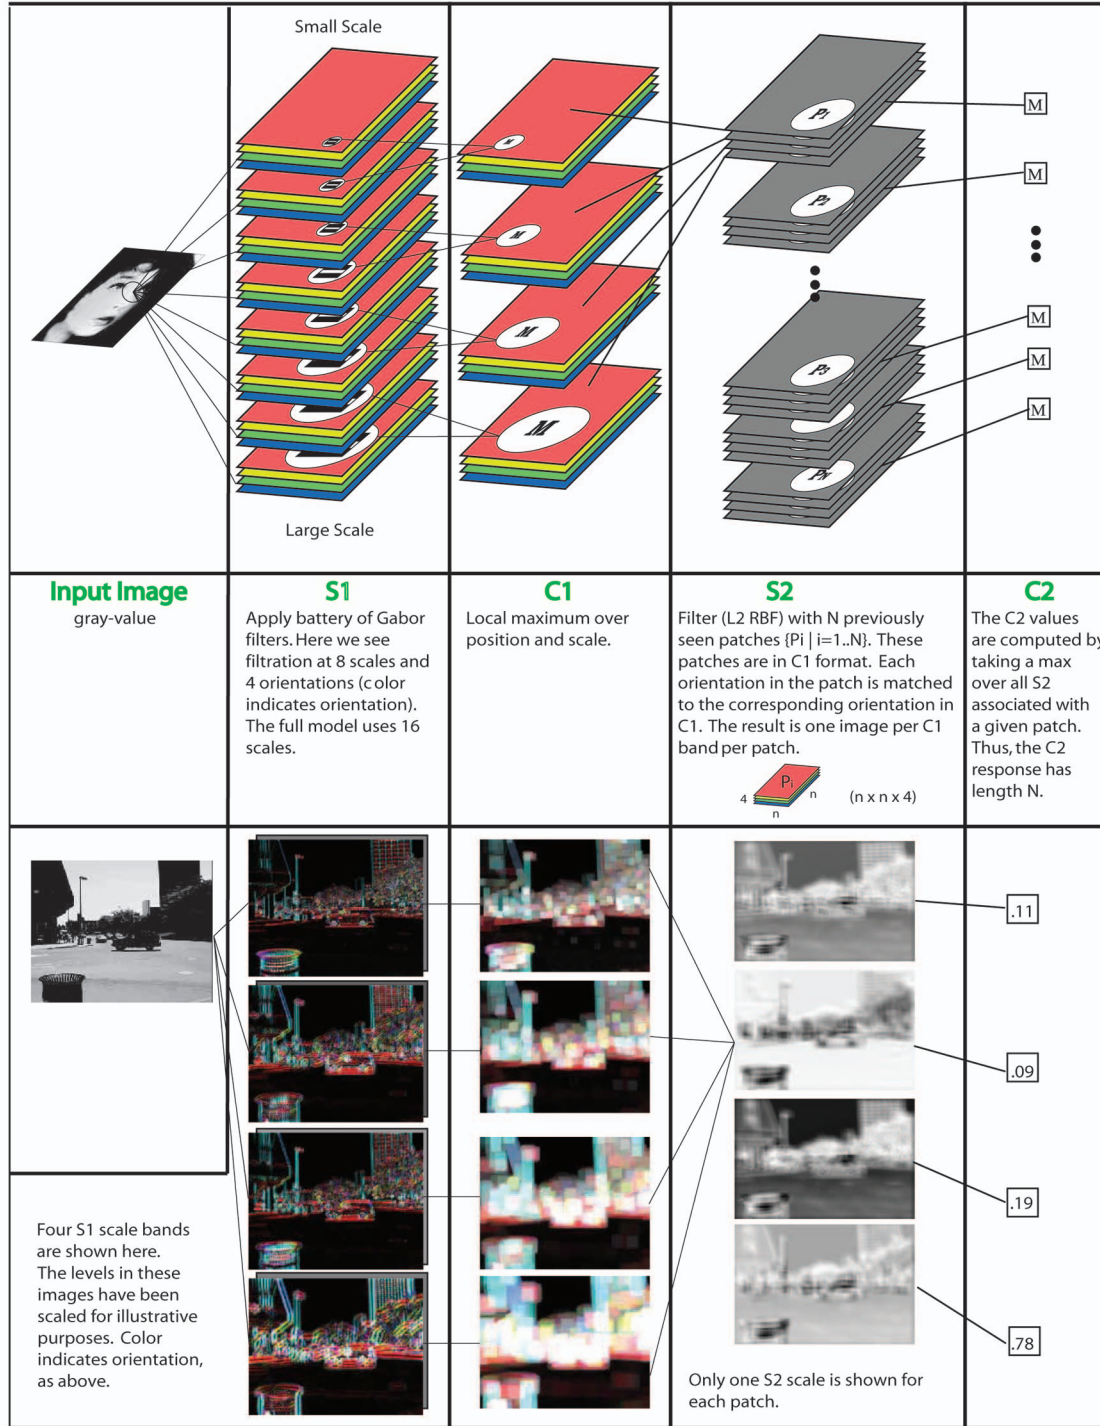 Small Scale
M
M
M
M
P1
P2
P3
PN
M
M
M
M
M
Large Scale
Input Image
gray-value
S1
Apply battery of Gabor
filters. Here we see
filtration at 8 scales and
4 orientations (color
indicates orientation).
The full model uses 16
scales.
C1
Local maximum over
position and scale.
S2
Filter (L2 RBF) with N previously
seen patches {Pi | i=1..N}. These
patches are in C1 format. Each
orientation in the patch is matched
to the corresponding orientation in
C1. The result is one image per C1
band per patch.
Pi
4
n
n
(n x n x 4)
C2
The C2 values
are computed by
taking a max
over all S2
associated with
a given patch.
Thus, the C2
response has
length N.
.11
.09
.19
.78
Four S1 scale bands
are shown here.
The levels in these
images have been
scaled for illustrative
purposes. Color
indicates orientation,
as above.
Only one S2 scale is shown for
each patch.